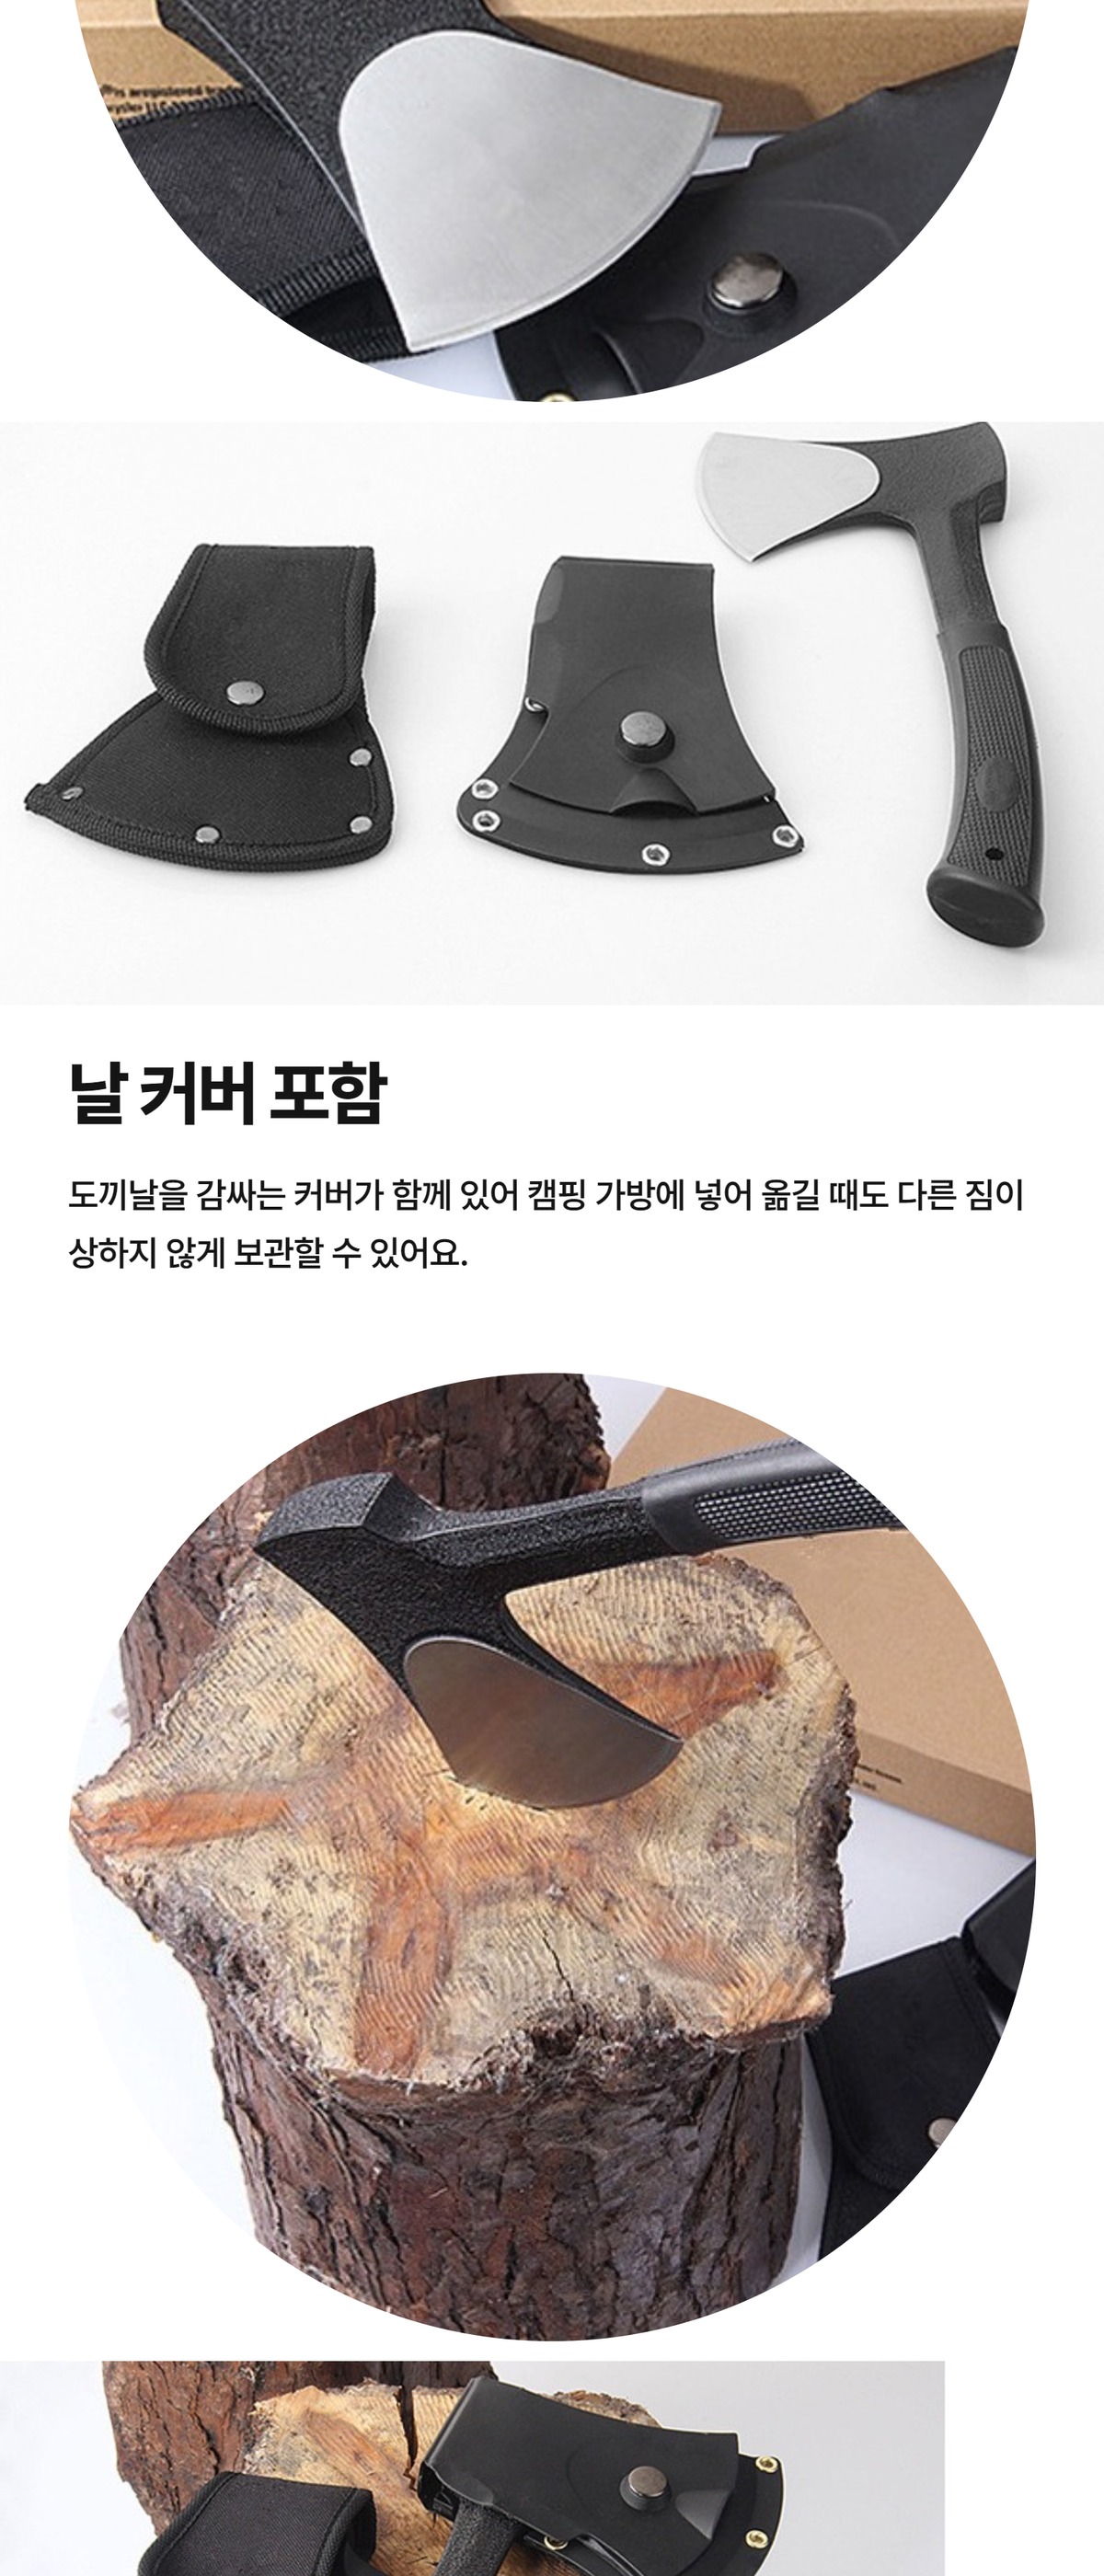 날 커버 포함
도끼날을 감싸는 커버가 함께 있어 캠핑 가방에 넣어 옮길 때도 다른 짐이
상하지 않게 보관할 수 있어요.